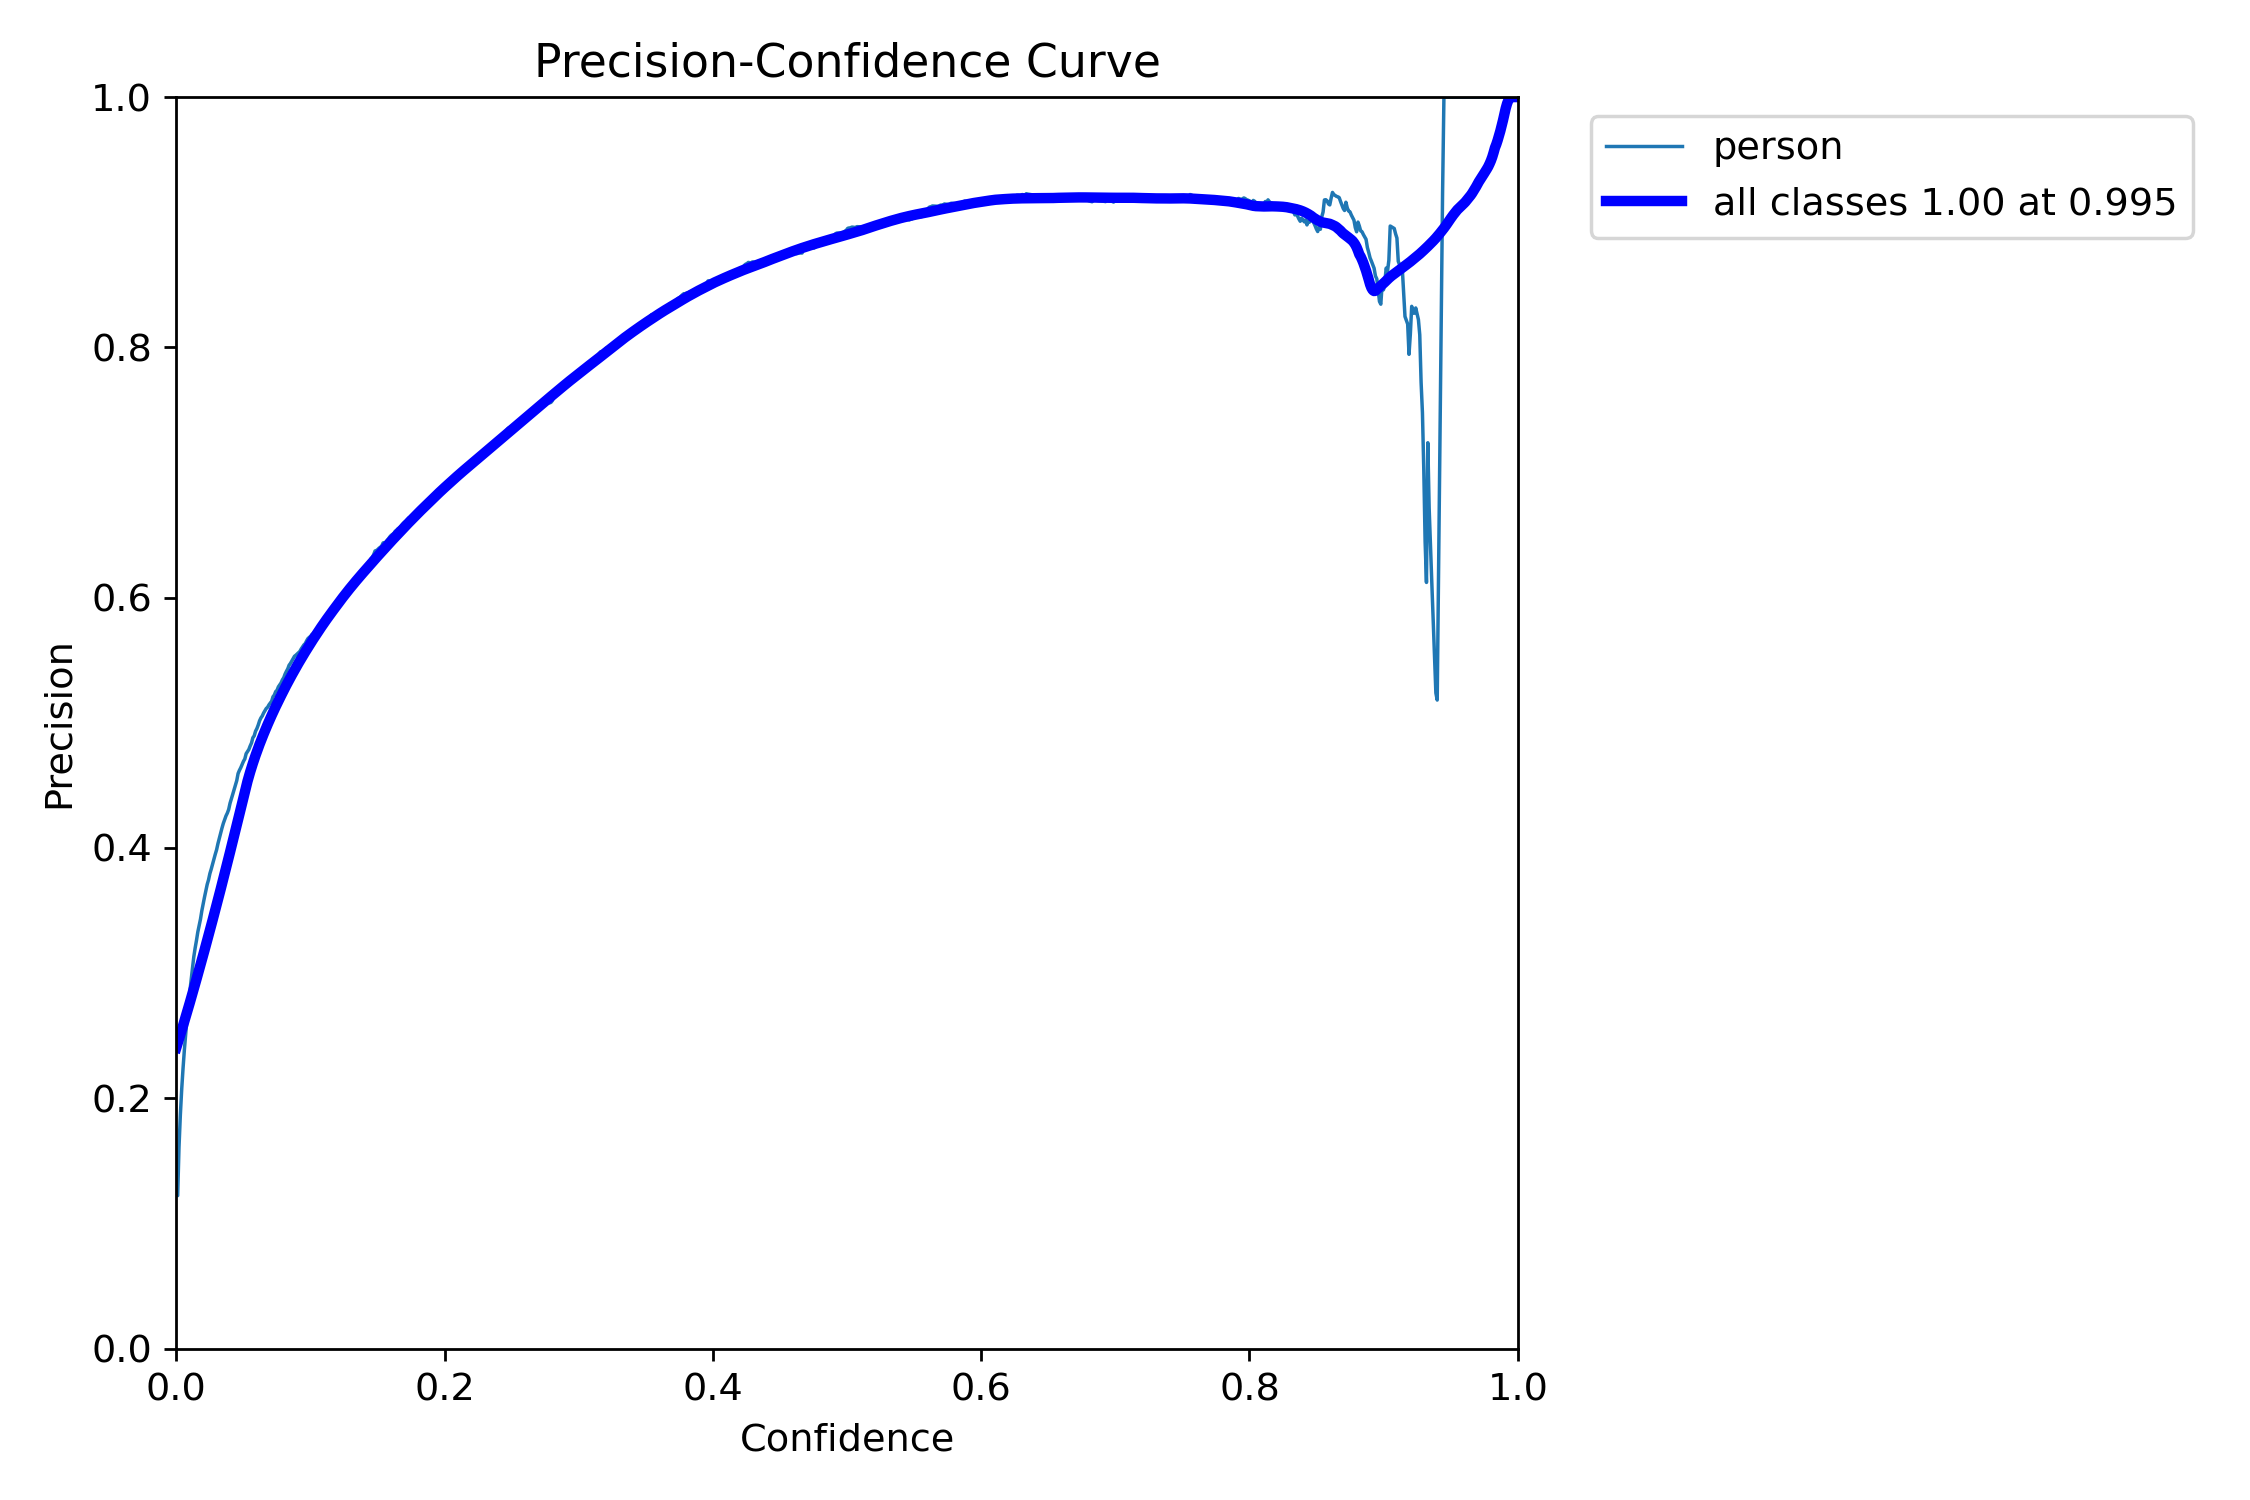 Precision-Confidence Curve
1.0
0.8
0.6
0.4
0.2
0.0
Precision
0.0 0.2 0.4 0.6 0.8 1.0
Confidence
person
all classes 1.00 at 0.995